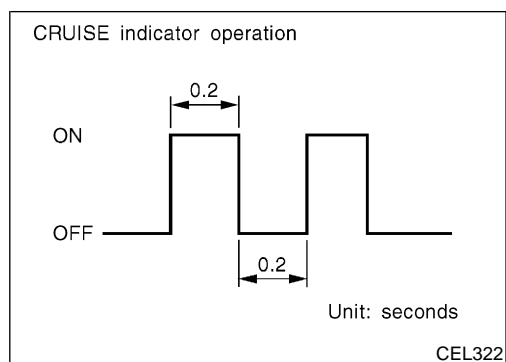 CRUISE indicator operation
0.2
ON
OFF
0.2
Unit: seconds
CEL322